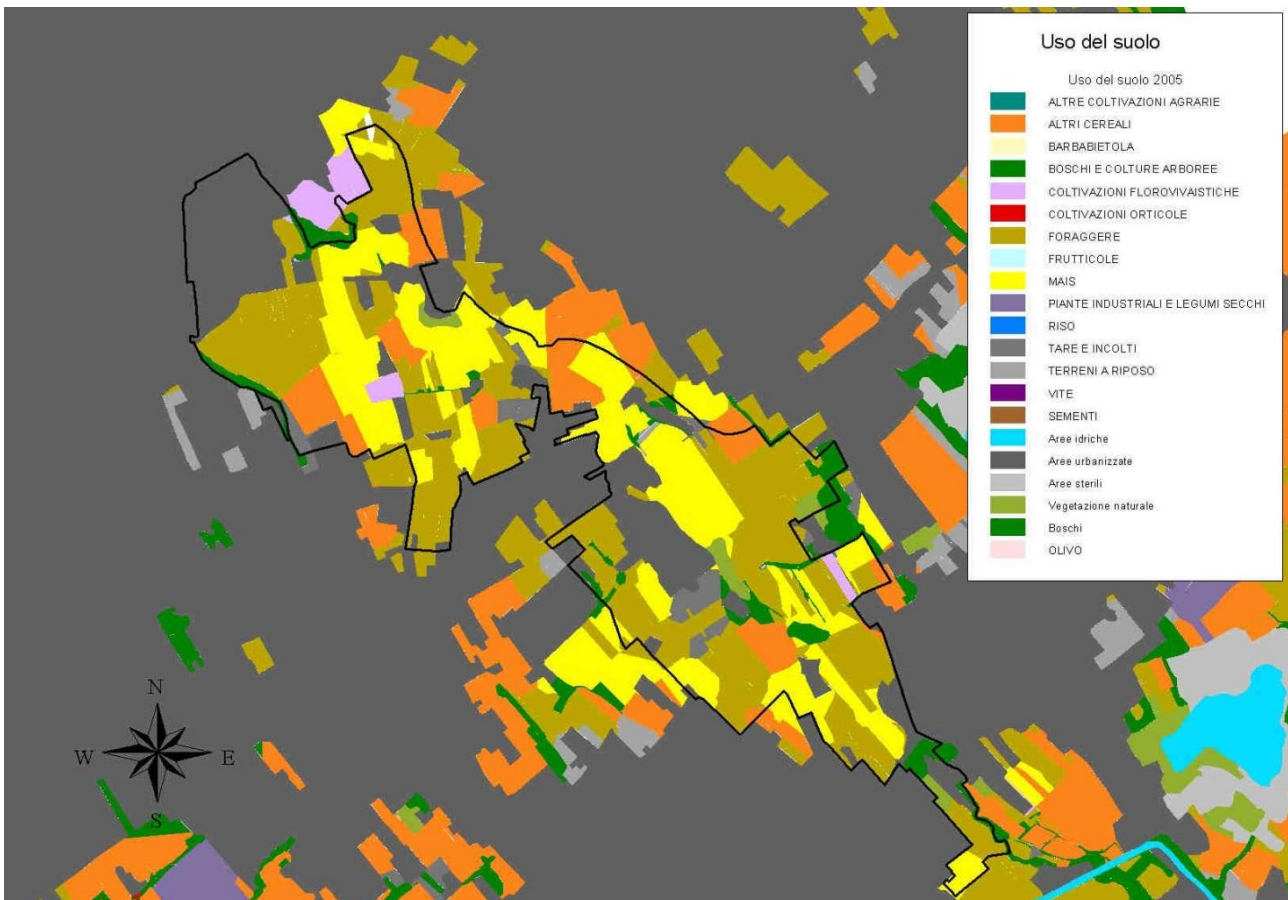 Uso del suolo
Uso del suolo 2005
ALTRE COLTIVAZIONI AGRARIE
ALTRI CEREALI
BARBABIETOLA
BOSCHI E COLTURE ARBOREE
COLTIVAZIONI FLOROVIVAISTICHE
COLTIVAZIONI ORTICOLE
FORAGGERE
FRUTTICOLE
MAIS
PIANTE INDUSTRIALI E LEGUMI SECCHI
RISO
TARE E INCOLTI
TERRENI A RIPOSO
VITE
SEMENTI
Aree idriche
Aree urbanizzate
Aree sterili
Vegetazione naturale
Boschi
OLIVO
N
W E
S